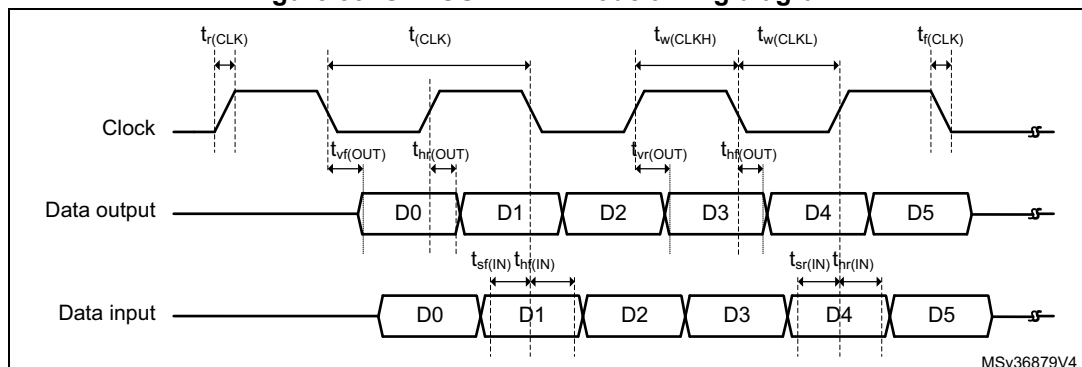 t_r(CLK) t_(CLK) t_w(CLKH) t_w(CLKL) t_f(CLK)
Clock
t_vf(OUT) t_hr(OUT) t_vr(OUT) t_hf(OUT)
Data output D0 D1 D2 D3 D4 D5
t_sf(IN) t_hf(IN) t_sr(IN) t_hr(IN)
Data input D0 D1 D2 D3 D4 D5
MSv36879V4